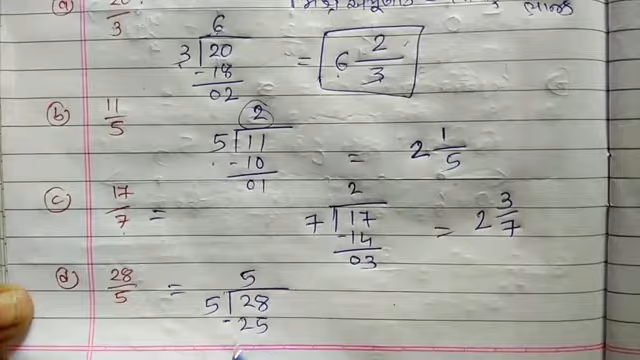 (a) 20/3
6
3 | 20 = 6 2/3
-18
02
(b) 11/5
2
5 | 11 = 2 1/5
-10
01
(c) 17/7 =
2
7 | 17 = 2 3/7
-14
03
(d) 28/5 =
5
5 | 28
-25